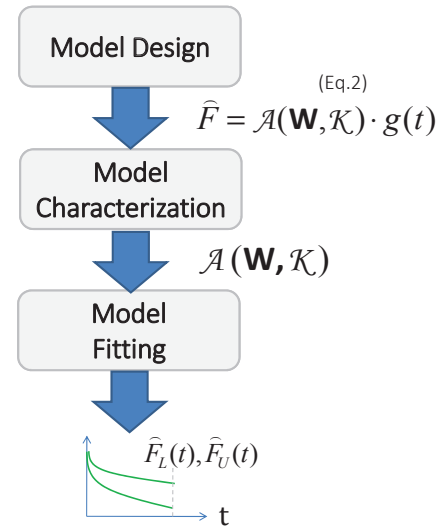 Model Design
(Eq.2)
F̂ = 𝒜(W,𝒦) · g(t)
Model
Characterization
𝒜 (W,𝒦)
Model
Fitting
F̂_L(t), F̂_U(t)
t